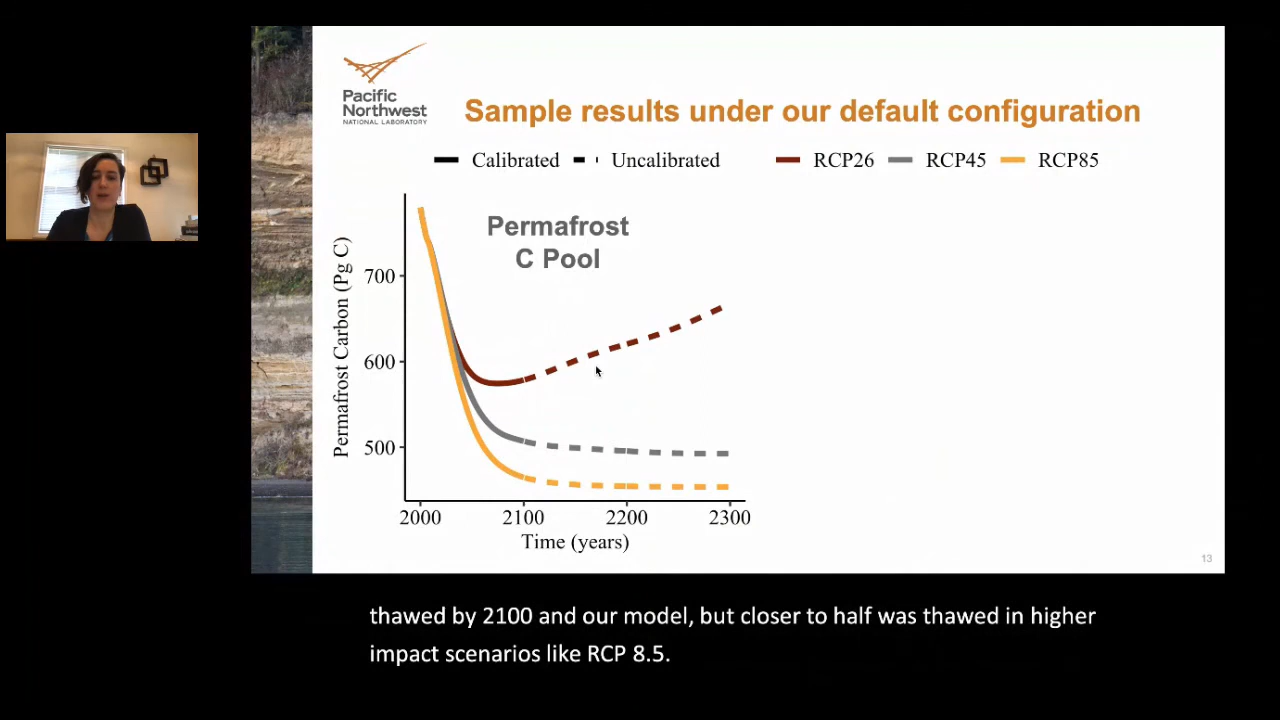 Pacific
Northwest
NATIONAL LABORATORY
Sample results under our default configuration
Calibrated Uncalibrated RCP26 RCP45 RCP85
Permafrost
C Pool
Permafrost Carbon (Pg C)
700
600
500
2000 2100 2200 2300
Time (years)
13
thawed by 2100 and our model, but closer to half was thawed in higher
impact scenarios like RCP 8.5.